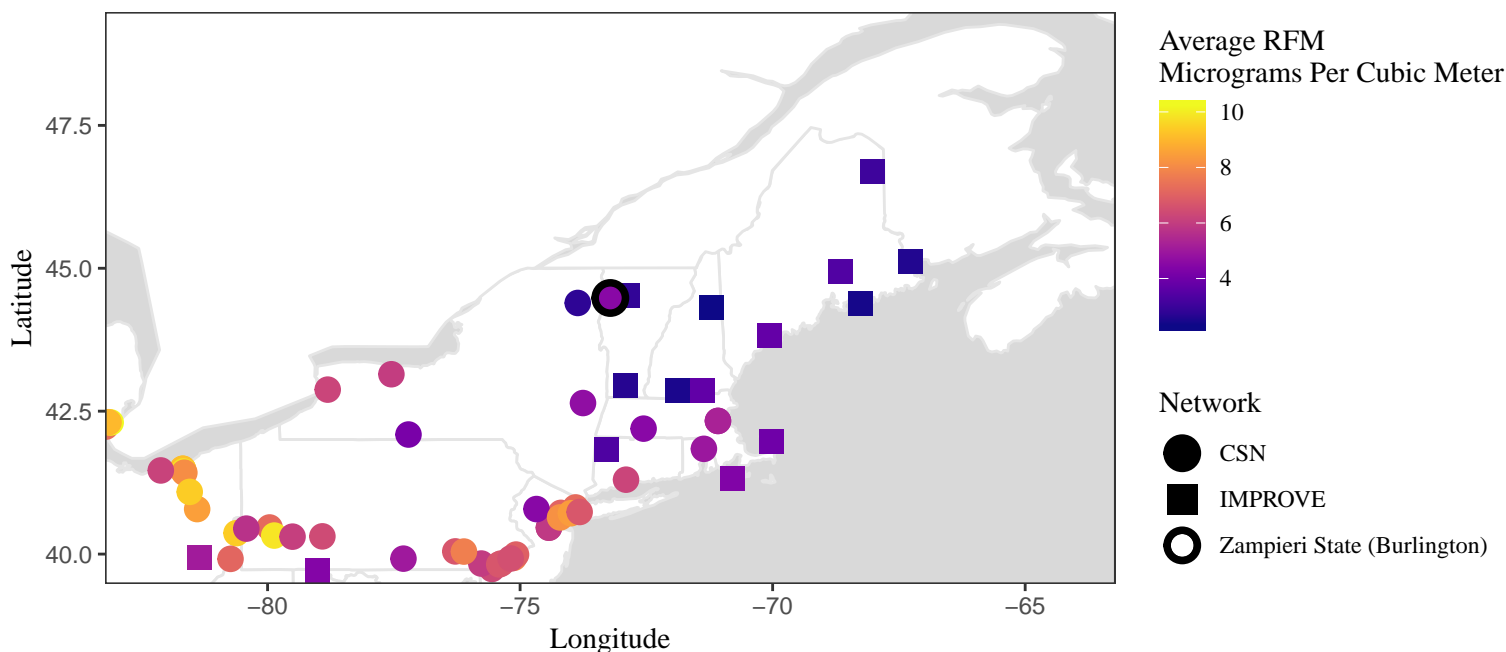 Average RFM
Micrograms Per Cubic Meter
10
8
6
4
Network
CSN
IMPROVE
Zampieri State (Burlington)
Latitude
47.5
45.0
42.5
40.0
−80
−75
−70
−65
Longitude